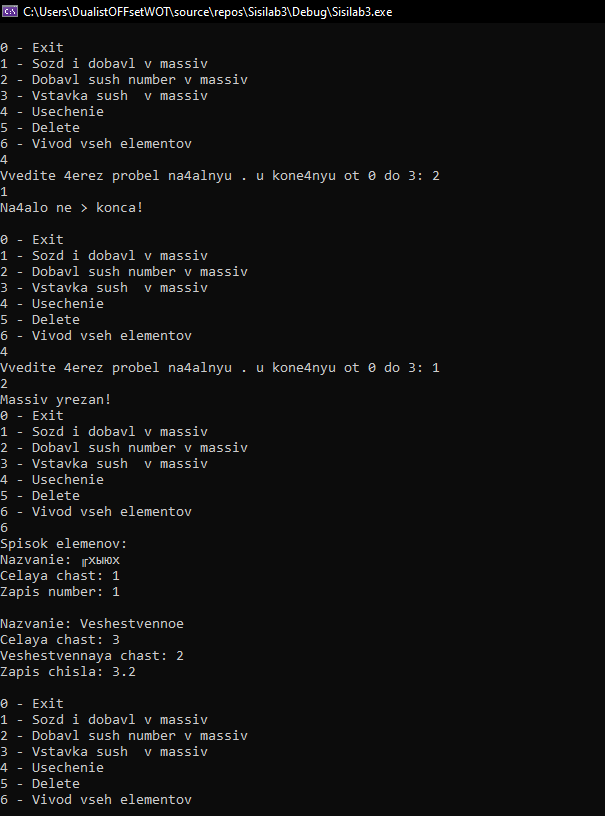 C:\Users\DualistOFFsetWOT\source\repos\Sisilab3\Debug\Sisilab3.exe
0 - Exit
1 - Sozd i dobavl v massiv
2 - Dobavl sush number v massiv
3 - Vstavka sush  v massiv
4 - Usechenie
5 - Delete
6 - Vivod vseh elementov
4
Vvedite 4erez probel na4alnyu . u kone4nyu ot 0 do 3: 2
1
Na4alo ne > konca!
0 - Exit
1 - Sozd i dobavl v massiv
2 - Dobavl sush number v massiv
3 - Vstavka sush  v massiv
4 - Usechenie
5 - Delete
6 - Vivod vseh elementov
4
Vvedite 4erez probel na4alnyu . u kone4nyu ot 0 do 3: 1
2
Massiv yrezan!
0 - Exit
1 - Sozd i dobavl v massiv
2 - Dobavl sush number v massiv
3 - Vstavka sush  v massiv
4 - Usechenie
5 - Delete
6 - Vivod vseh elementov
6
Spisok elemenov:
Nazvanie: ╔хыюх
Celaya chast: 1
Zapis number: 1
Nazvanie: Veshestvennoe
Celaya chast: 3
Veshestvennaya chast: 2
Zapis chisla: 3.2
0 - Exit
1 - Sozd i dobavl v massiv
2 - Dobavl sush number v massiv
3 - Vstavka sush  v massiv
4 - Usechenie
5 - Delete
6 - Vivod vseh elementov